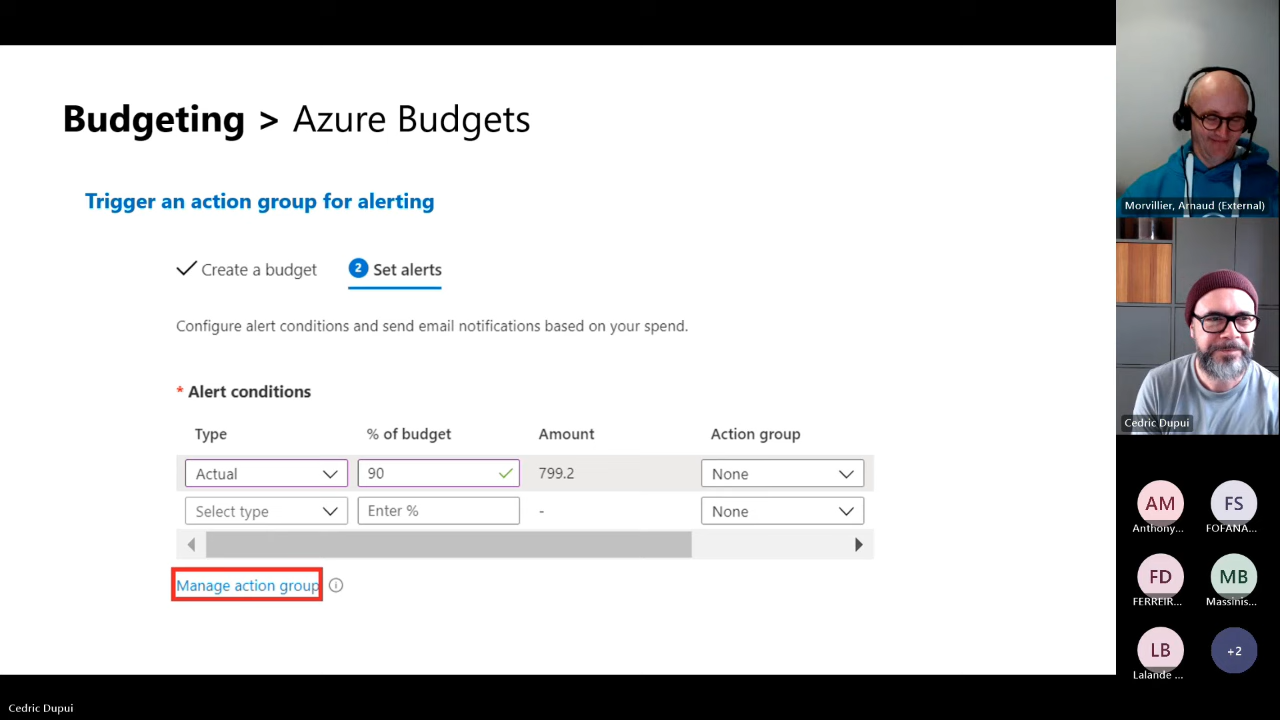 Budgeting > Azure Budgets
Trigger an action group for alerting
Create a budget
2 Set alerts
Configure alert conditions and send email notifications based on your spend.
* Alert conditions
Type % of budget Amount Action group
Actual 90 799.2 None
Select type Enter % - None
Manage action group
Morvillier, Arnaud (External)
Cedric Dupui
AM FS
Anthony... FOFANA...
FD MB
FERREIR... Massinis...
LB +2
Lalande ...
Cedric Dupui